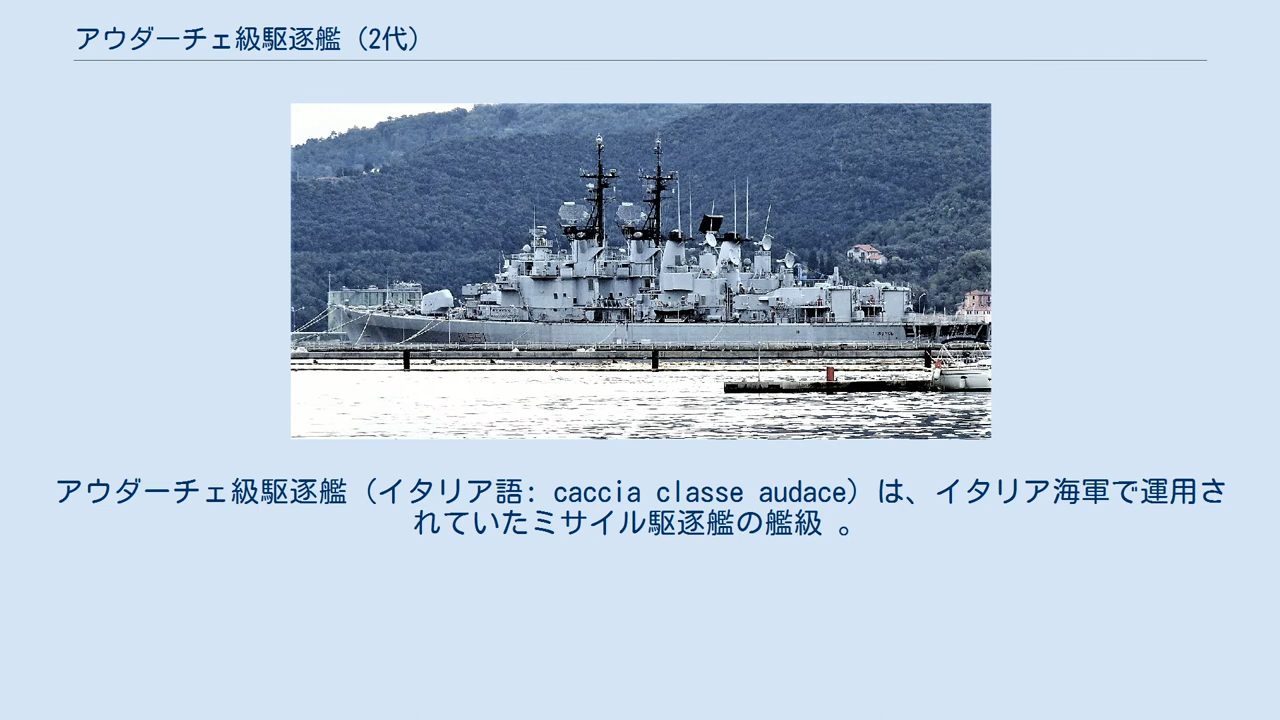 アウダーチェ級駆逐艦（2代）
アウダーチェ級駆逐艦（イタリア語: caccia classe audace）は、イタリア海軍で運用さ
れていたミサイル駆逐艦の艦級 。